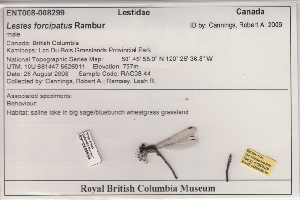 ENT008-008299 Lestidae
Lestes forcipatus Rambur ID by: Cannings, Robert A. 2009
male
Canada: British Columbia
Kamloops: Lac Du Bois Grasslands Provincial Park
National Topographic Series Map: 50° 45' 55.9" N 120° 26' 36.8" W
UTM: 10U 681447 5626011 Elevation: 757m
Date: 26 August 2008 Sample Code: RAC08-44
Collected by: Cannings, Robert A., Ramsay, Leah R.
Associated specimens:
Behaviour:
Habitat: saline lake in big sage/bluebunch wheatgrass grassland
Royal British Columbia Museum